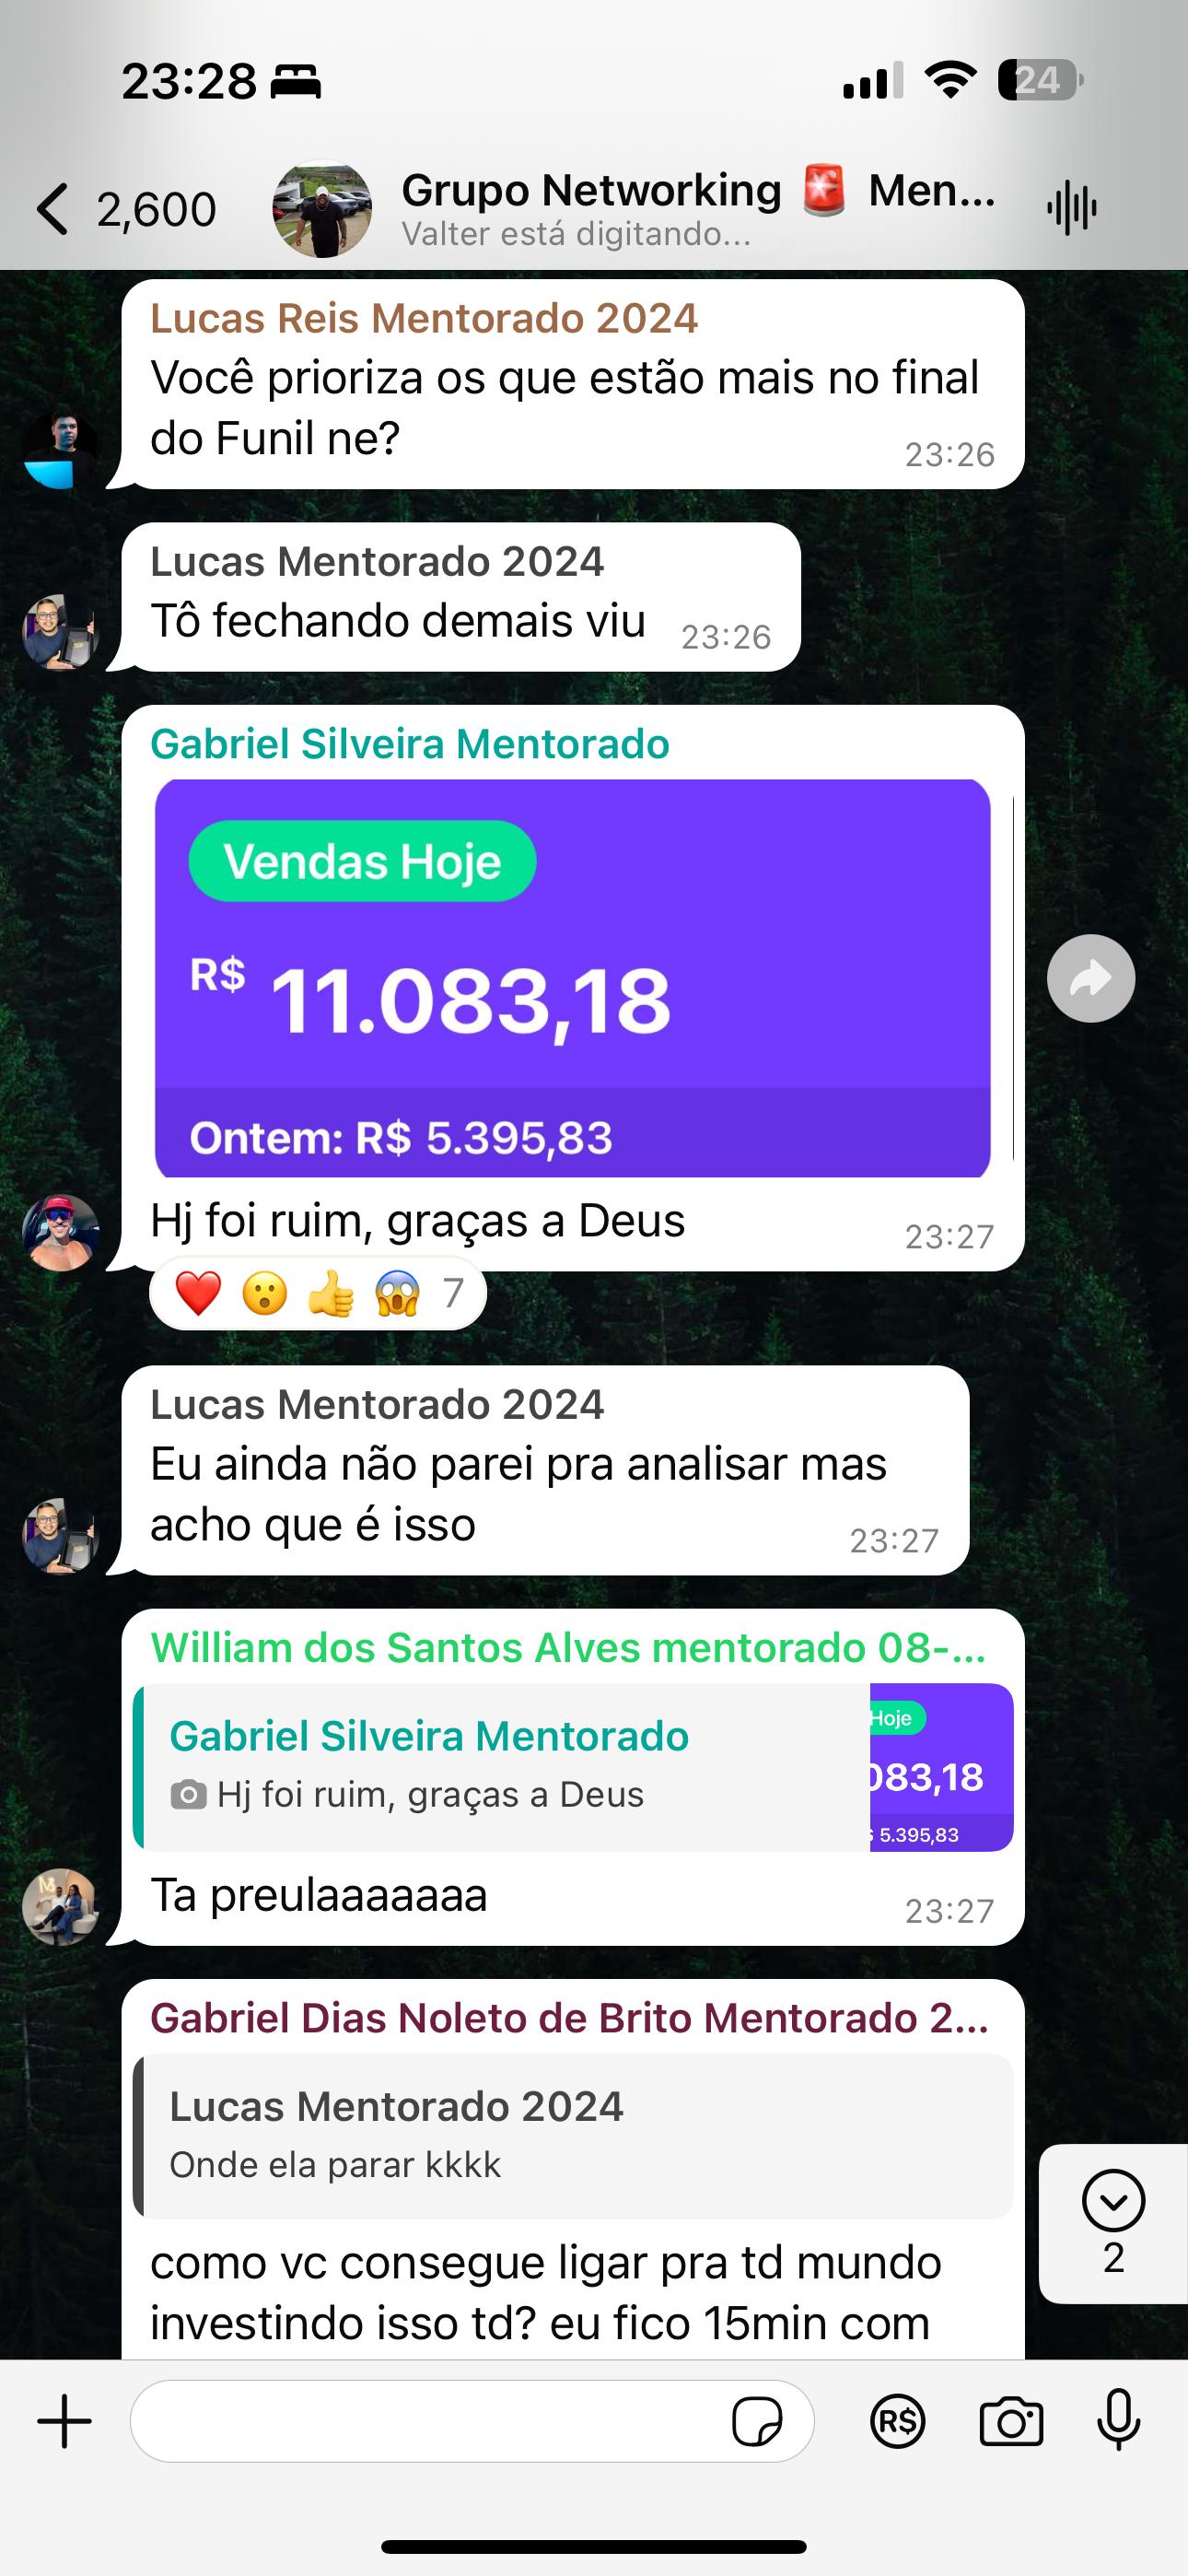 23:28
24
2,600
Grupo Networking 🚨 Men...
Valter está digitando...
Lucas Reis Mentorado 2024
Você prioriza os que estão mais no final
do Funil ne?
23:26
Lucas Mentorado 2024
Tô fechando demais viu
23:26
Gabriel Silveira Mentorado
Vendas Hoje
R$ 11.083,18
Ontem: R$ 5.395,83
Hj foi ruim, graças a Deus
23:27
❤️ 😮 👍 😱 7
Lucas Mentorado 2024
Eu ainda não parei pra analisar mas
acho que é isso
23:27
William dos Santos Alves mentorado 08-...
Gabriel Silveira Mentorado
Hj foi ruim, graças a Deus
Hoje
083,18
5.395,83
Ta preulaaaaaaa
23:27
Gabriel Dias Noleto de Brito Mentorado 2...
Lucas Mentorado 2024
Onde ela parar kkkk
como vc consegue ligar pra td mundo
investindo isso td? eu fico 15min com
2
R$